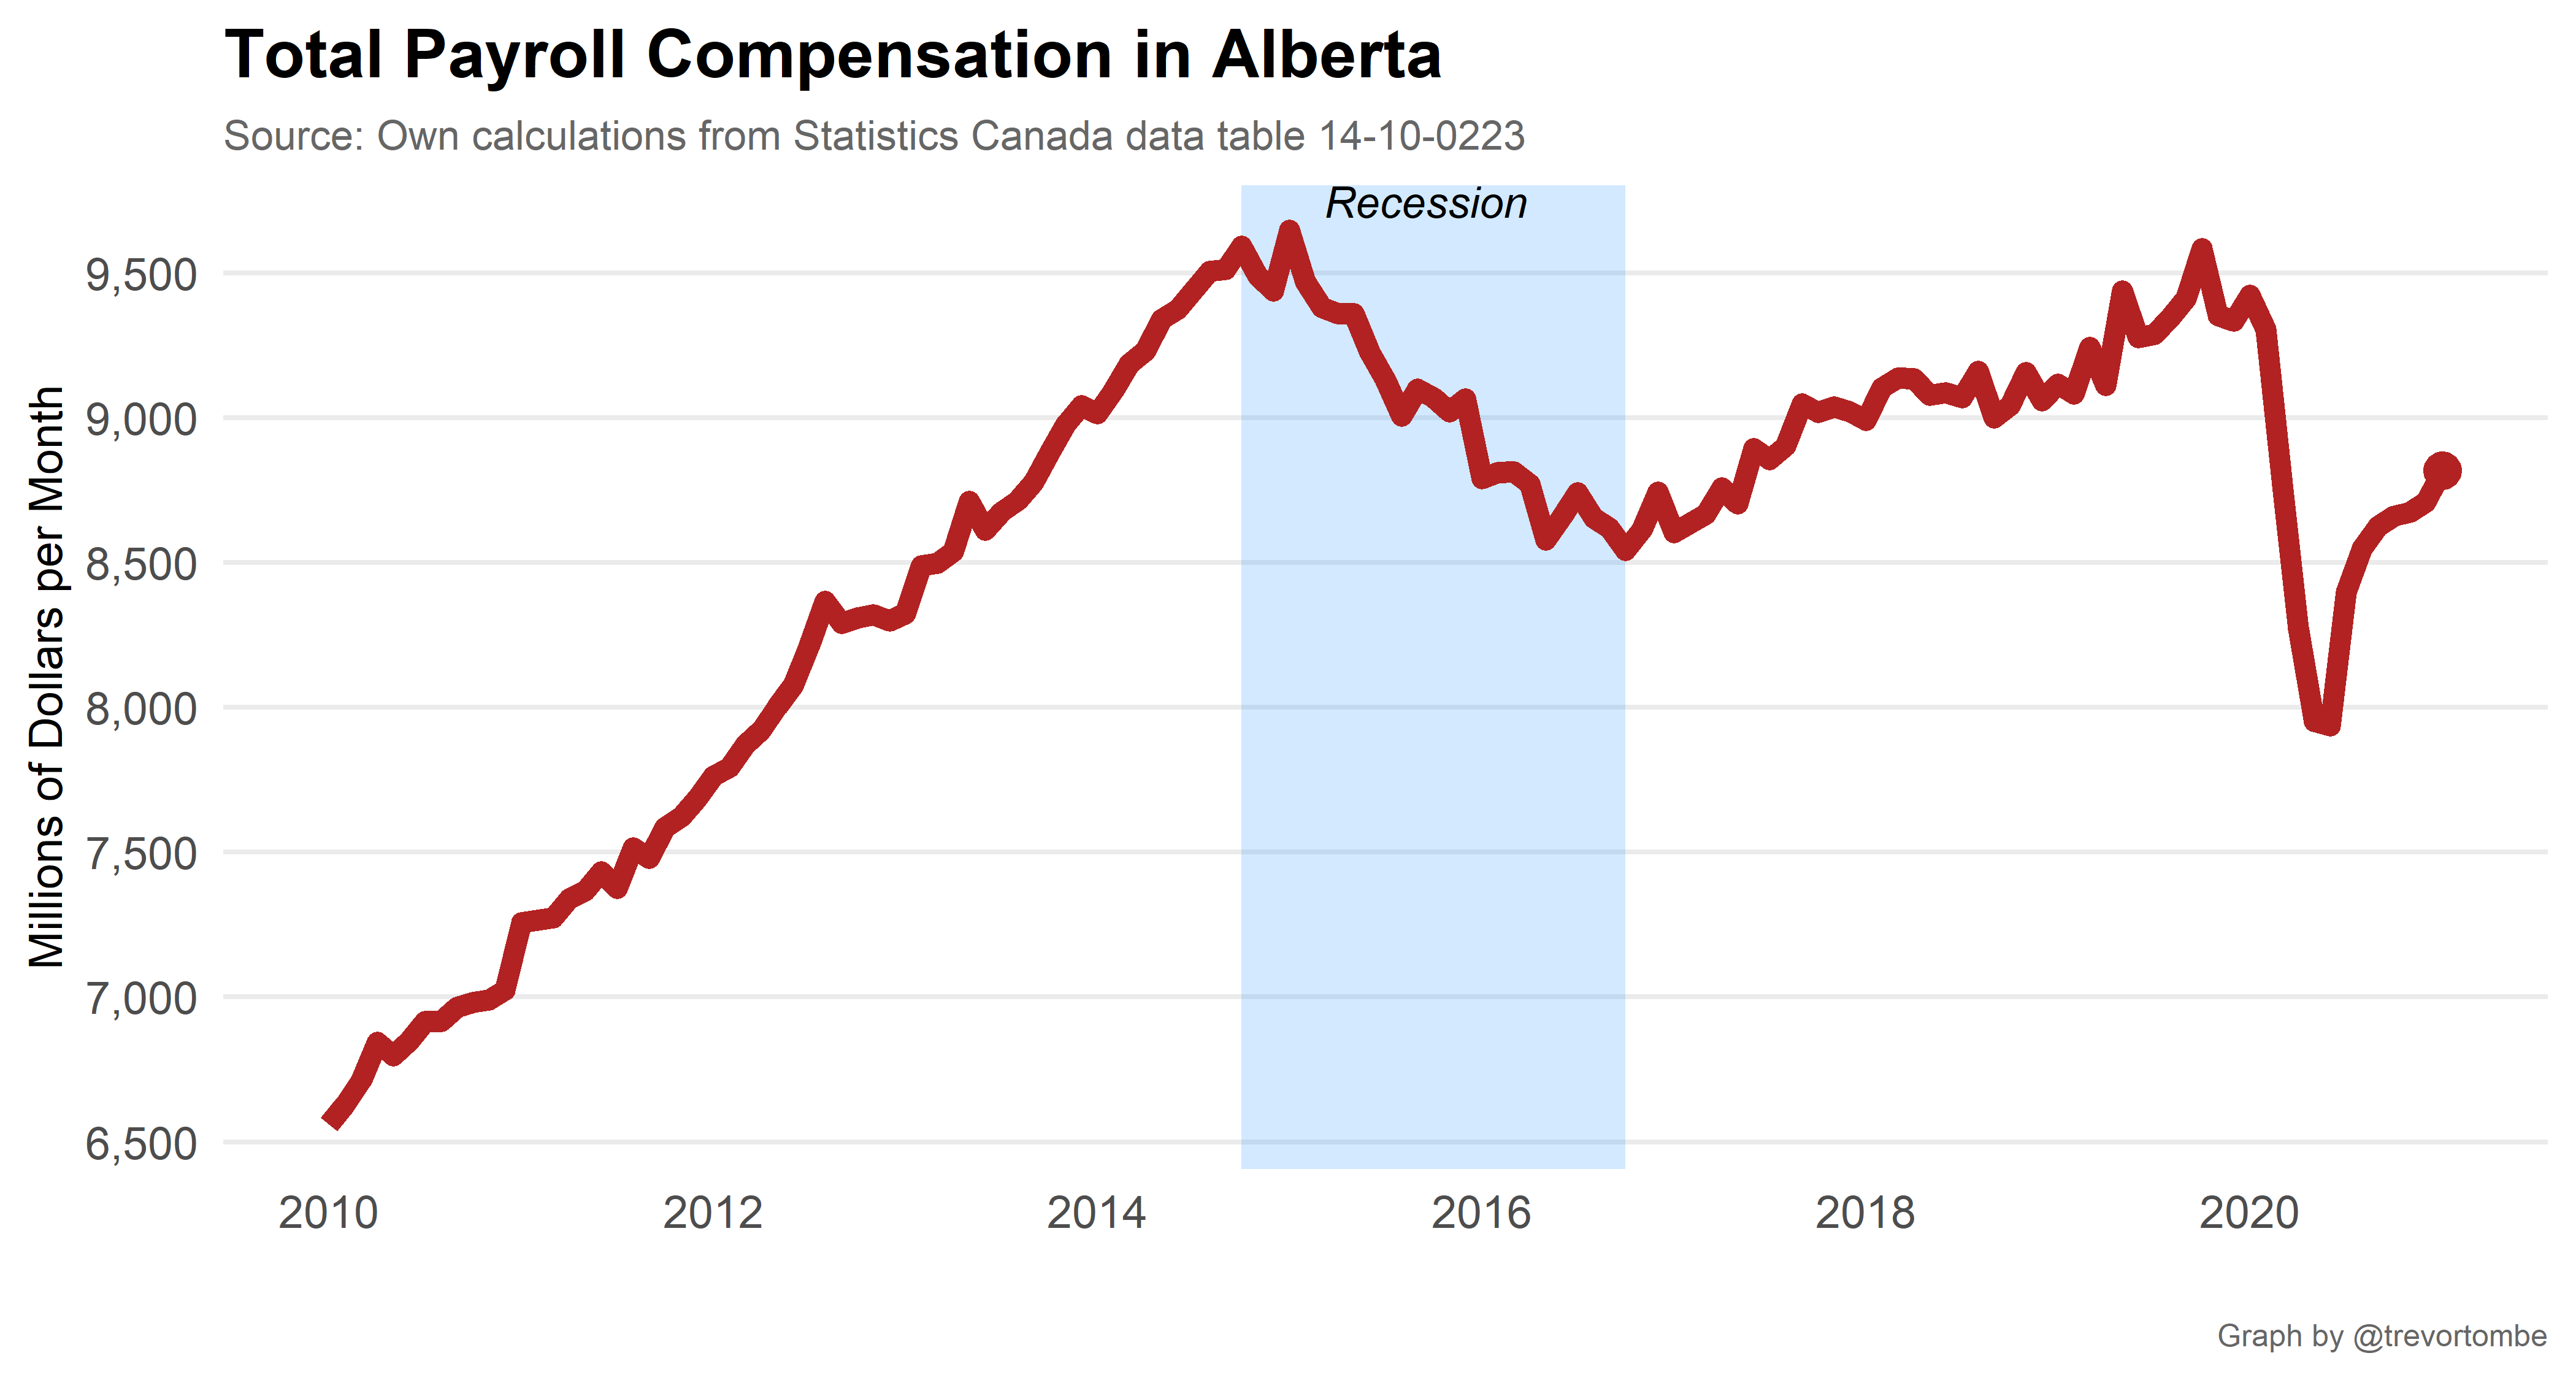 Total Payroll Compensation in Alberta
Source: Own calculations from Statistics Canada data table 14-10-0223
Recession
Millions of Dollars per Month
9,500
9,000
8,500
8,000
7,500
7,000
6,500
2010 2012 2014 2016 2018 2020
Graph by @trevortombe